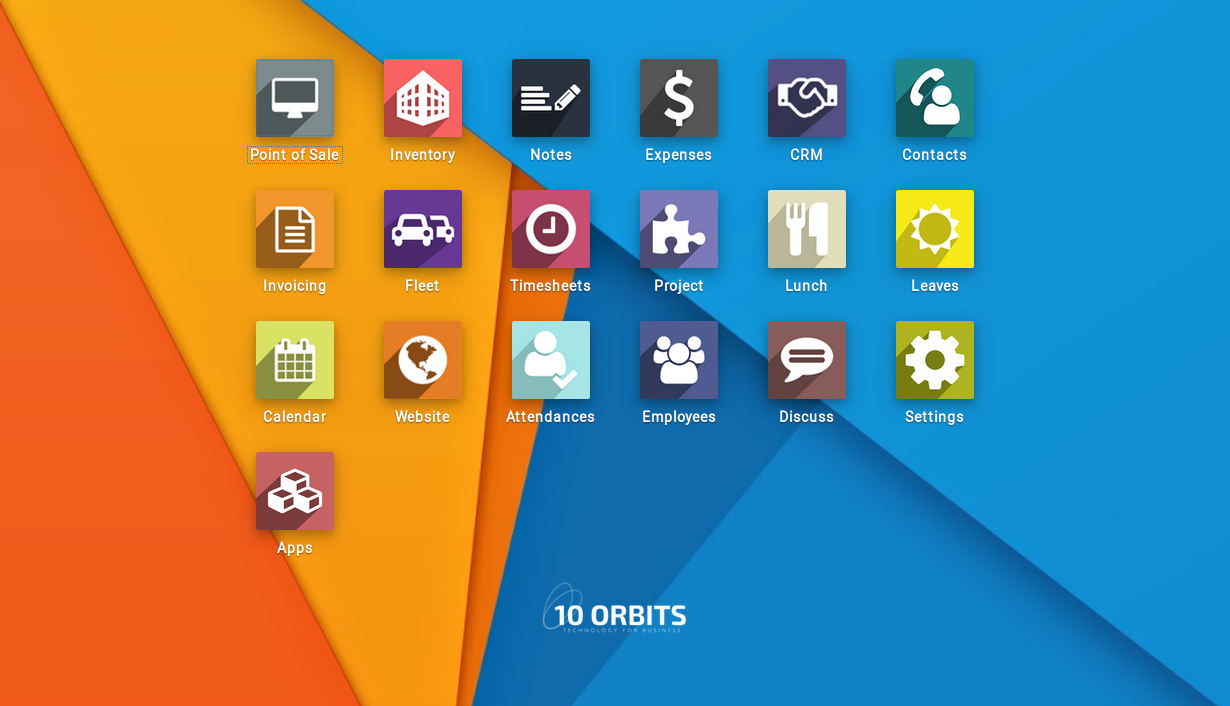 Point of Sale
Inventory
Notes
Expenses
CRM
Contacts
Invoicing
Fleet
Timesheets
Project
Lunch
Leaves
Calendar
Website
Attendances
Employees
Discuss
Settings
Apps
10 ORBITS
TECHNOLOGY FOR BUSINESS